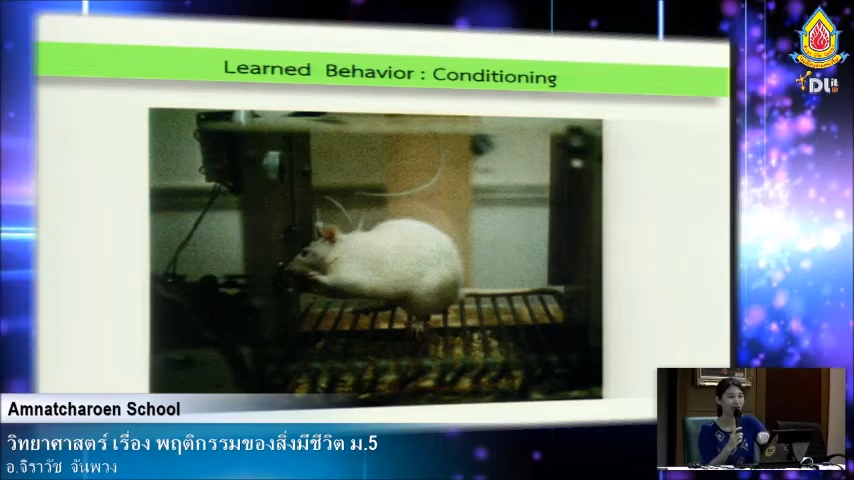 Learned Behavior : Conditioning
DLit
Amnatcharoen School
วิทยาศาสตร์ เรื่อง พฤติกรรมของสิ่งมีชีวิต ม.5
อ.จิราวัช จันพวง